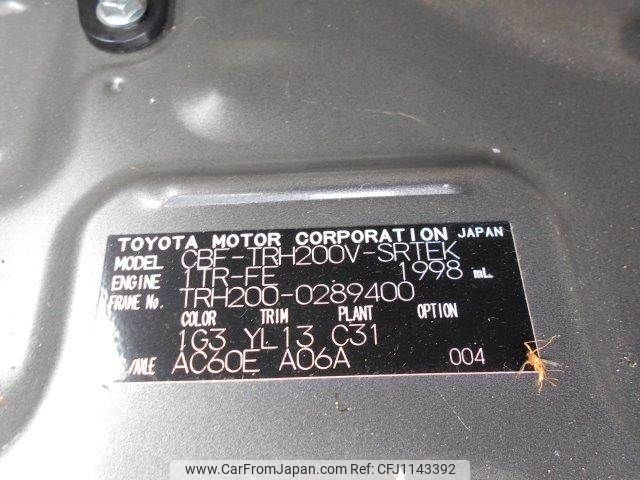 TOYOTA MOTOR CORPORATION JAPAN
MODEL CBF-TRH200V-SRTEK
ENGINE 1TR-FE 1998 mL
FRAME No. TRH200-0289400
COLOR TRIM PLANT OPTION
1G3 YL13 C31
/AXLE AC60E A06A 004
© www.CarFromJapan.com Ref: CFJ1143392